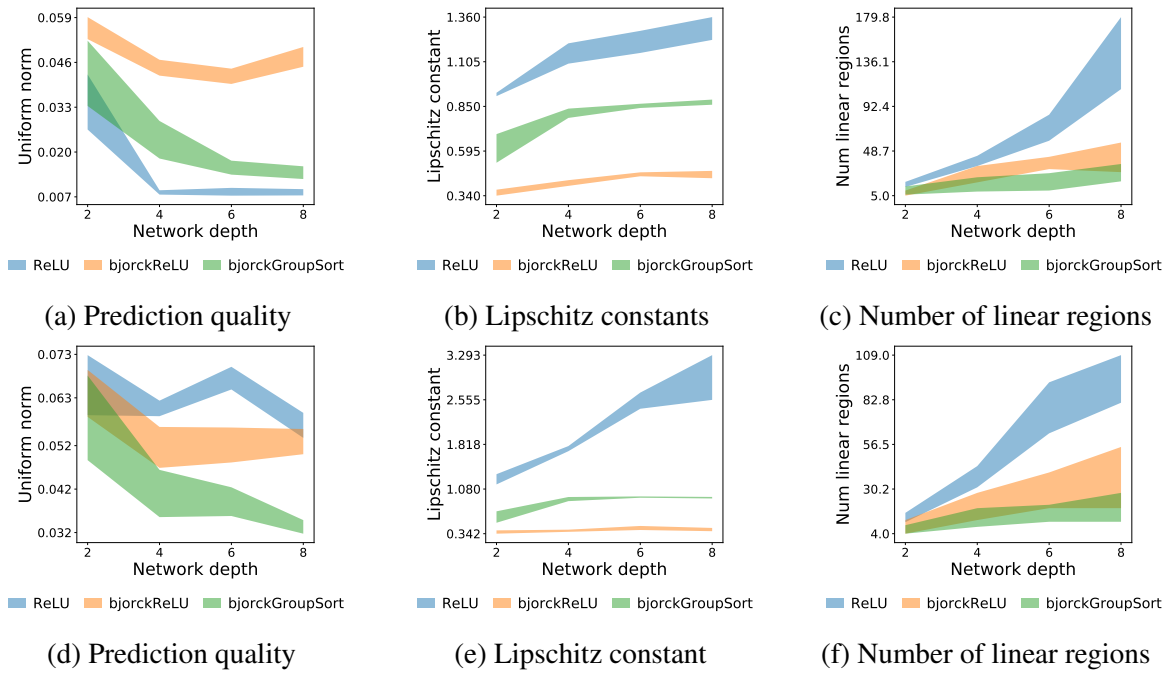 0.059
0.046
0.033
0.020
0.007
Uniform norm
2 4 6 8
Network depth
ReLU bjorckReLU bjorckGroupSort
(a) Prediction quality
1.360
1.105
0.850
0.595
0.340
Lipschitz constant
2 4 6 8
Network depth
ReLU bjorckReLU bjorckGroupSort
(b) Lipschitz constants
179.8
136.1
92.4
48.7
5.0
Num linear regions
2 4 6 8
Network depth
ReLU bjorckReLU bjorckGroupSort
(c) Number of linear regions
0.073
0.063
0.052
0.042
0.032
Uniform norm
2 4 6 8
Network depth
ReLU bjorckReLU bjorckGroupSort
(d) Prediction quality
3.293
2.555
1.818
1.080
0.342
Lipschitz constant
2 4 6 8
Network depth
ReLU bjorckReLU bjorckGroupSort
(e) Lipschitz constant
109.0
82.8
56.5
30.2
4.0
Num linear regions
2 4 6 8
Network depth
ReLU bjorckReLU bjorckGroupSort
(f) Number of linear regions